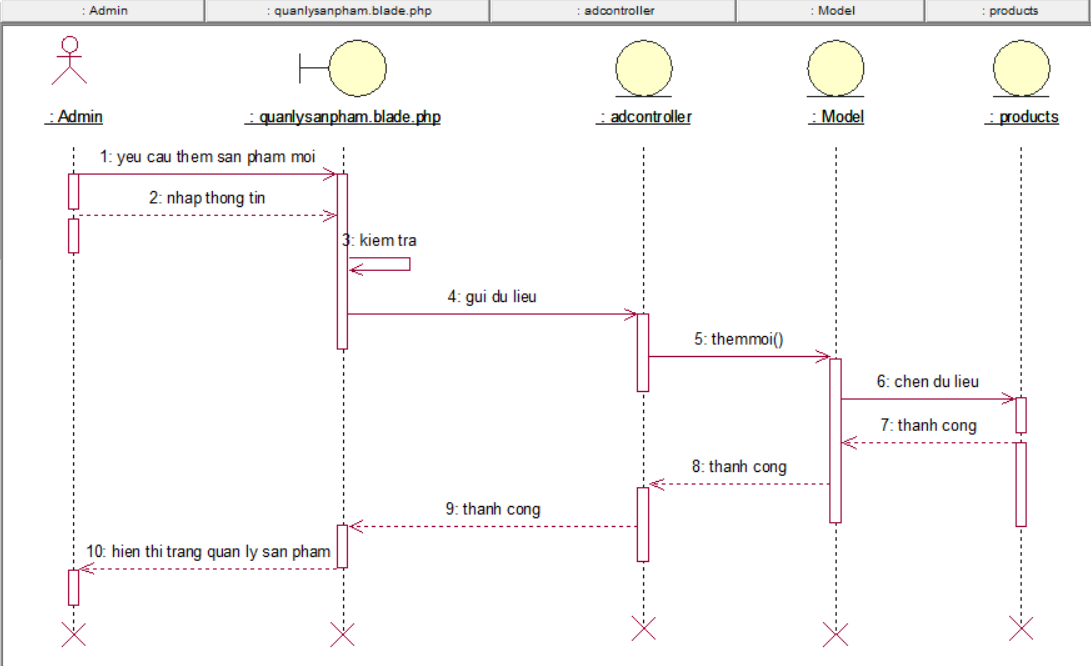 : Admin
: quanlysanpham.blade.php
: adcontroller
: Model
: products
: Admin
: quanlysanpham.blade.php
: adcontroller
: Model
: products
1: yeu cau them san pham moi
2: nhap thong tin
3: kiem tra
4: gui du lieu
5: themmoi()
6: chen du lieu
7: thanh cong
8: thanh cong
9: thanh cong
10: hien thi trang quan ly san pham